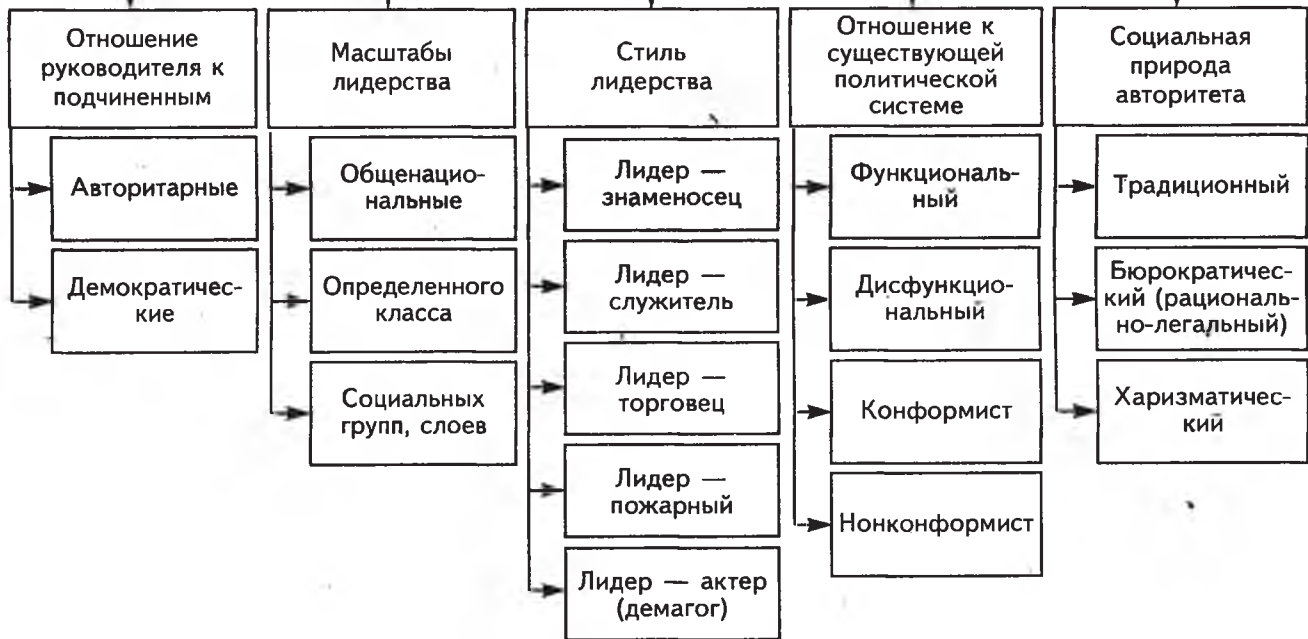 Отношение
руководителя к
подчиненным
Авторитарные
Демократичес-
кие
Масштабы
лидерства
Общенацио-
нальные
Определенного
класса
Социальных
групп, слоев
Стиль
лидерства
Лидер —
знаменосец
Лидер —
служитель
Лидер —
торговец
Лидер —
пожарный
Лидер — актер
(демагог)
Отношение к
существующей
политической
системе
Функциональ-
ный
Дисфункцио-
нальный
Конформист
Нонконформист
Социальная
природа
авторитета
Традиционный
Бюрократичес-
кий (рациональ-
но-легальный)
Харизматичес-
кий